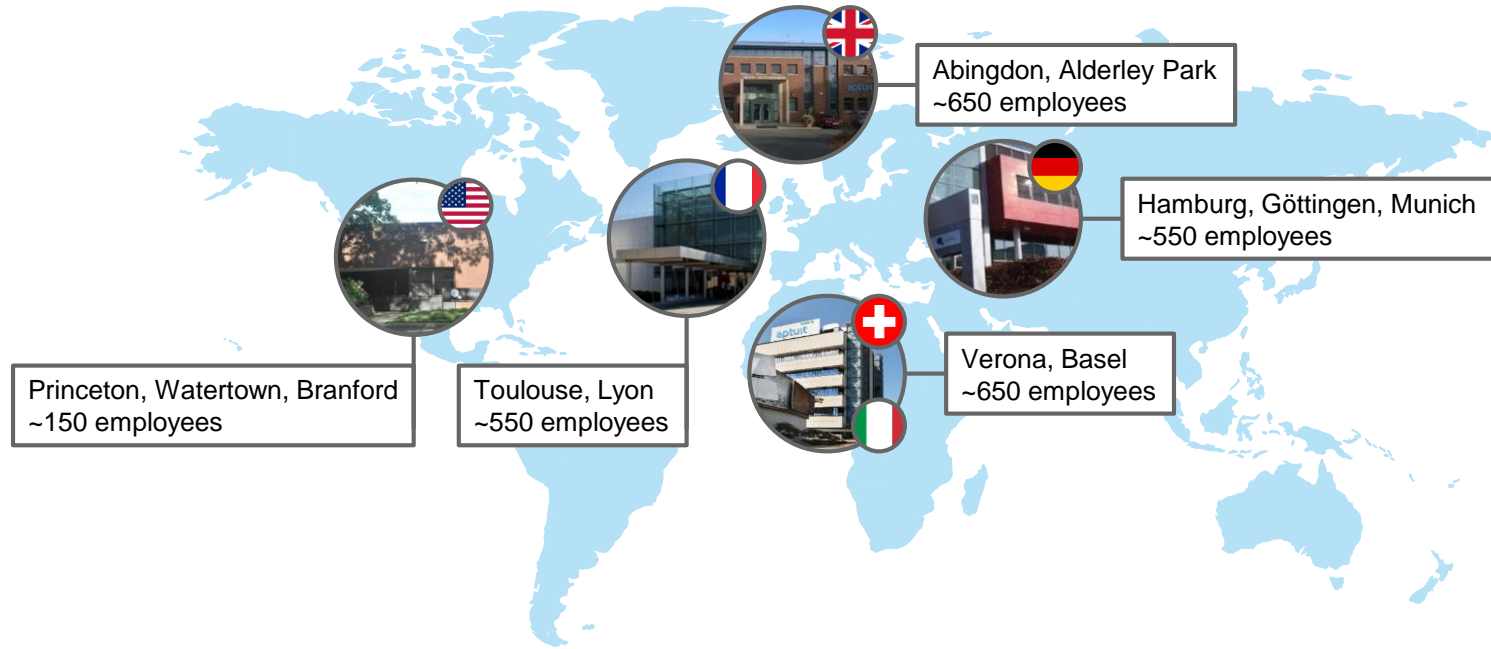 aptuit
Abingdon, Alderley Park
~650 employees
Hamburg, Göttingen, Munich
~550 employees
aptuit
Verona, Basel
~650 employees
Princeton, Watertown, Branford
~150 employees
Toulouse, Lyon
~550 employees